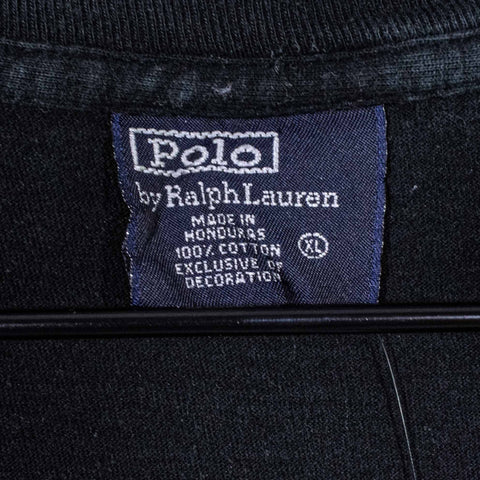 Polo
by Ralph Lauren
MADE IN
HONDURAS
100% COTTON
XL
EXCLUSIVE OF
DECORATION